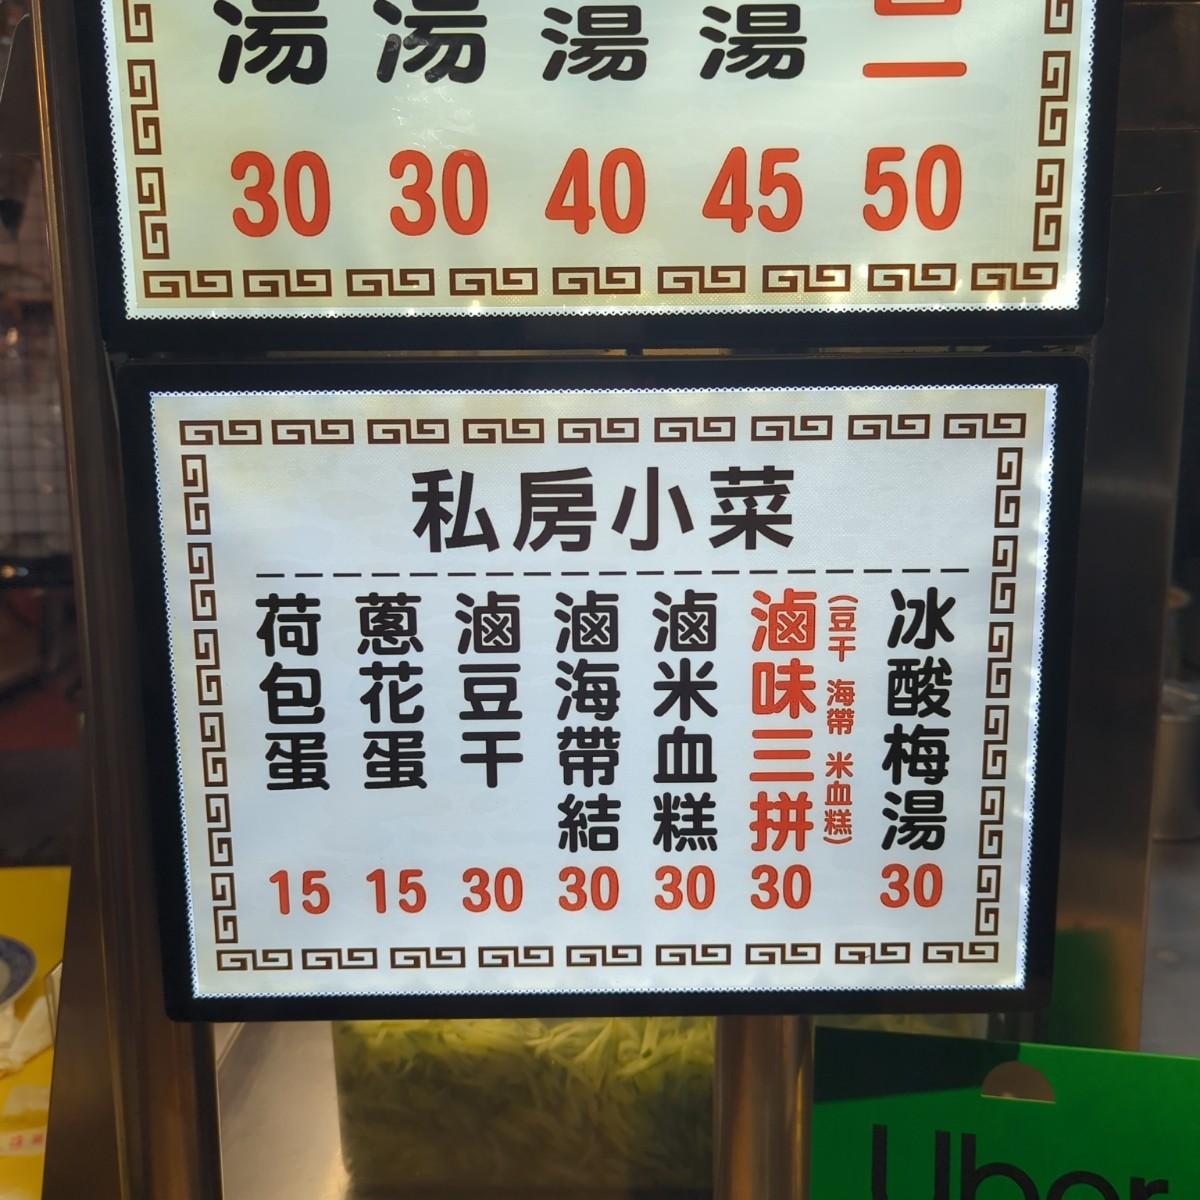 湯 湯 湯 湯
30 30 40 45 50
私房小菜
荷包蛋 15
蔥花蛋 15
滷豆干 30
滷海帶結 30
滷米血糕 30
滷味三拼 (豆干 海帶 米血糕) 30
冰酸梅湯 30
Uber